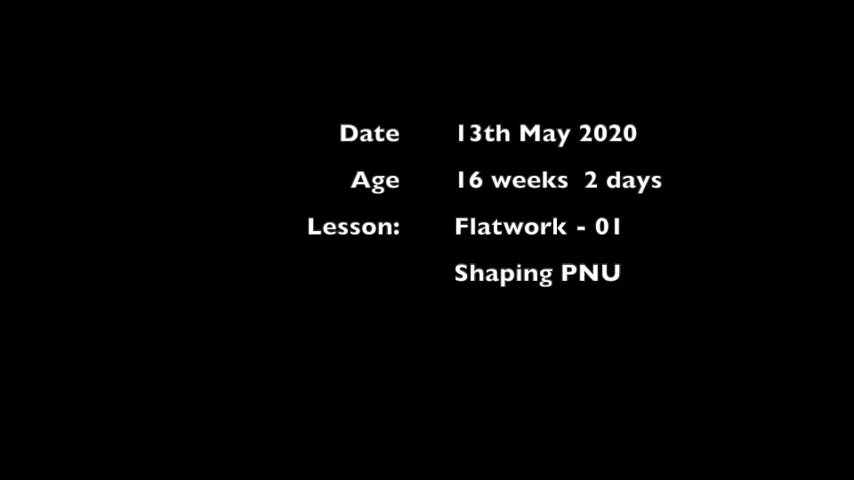 Date 13th May 2020
Age 16 weeks 2 days
Lesson: Flatwork - 01
Shaping PNU